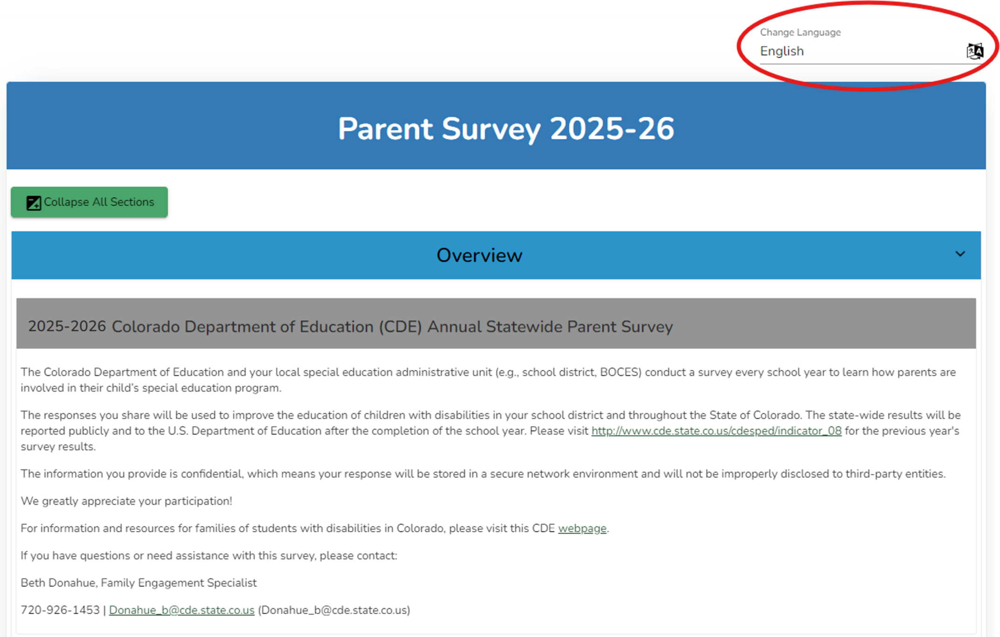 Change Language
English
Parent Survey 2025-26
Collapse All Sections
Overview
2025-2026 Colorado Department of Education (CDE) Annual Statewide Parent Survey
The Colorado Department of Education and your local special education administrative unit (e.g., school district, BOCES) conduct a survey every school year to learn how parents are
involved in their child's special education program.
The responses you share will be used to improve the education of children with disabilities in your school district and throughout the State of Colorado. The state-wide results will be
reported publicly and to the U.S. Department of Education after the completion of the school year. Please visit http://www.cde.state.co.us/cdesped/indicator_08 for the previous year's
survey results.
The information you provide is confidential, which means your response will be stored in a secure network environment and will not be improperly disclosed to third-party entities.
We greatly appreciate your participation!
For information and resources for families of students with disabilities in Colorado, please visit this CDE webpage.
If you have questions or need assistance with this survey, please contact:
Beth Donahue, Family Engagement Specialist
720-926-1453 | Donahue_b@cde.state.co.us (Donahue_b@cde.state.co.us)